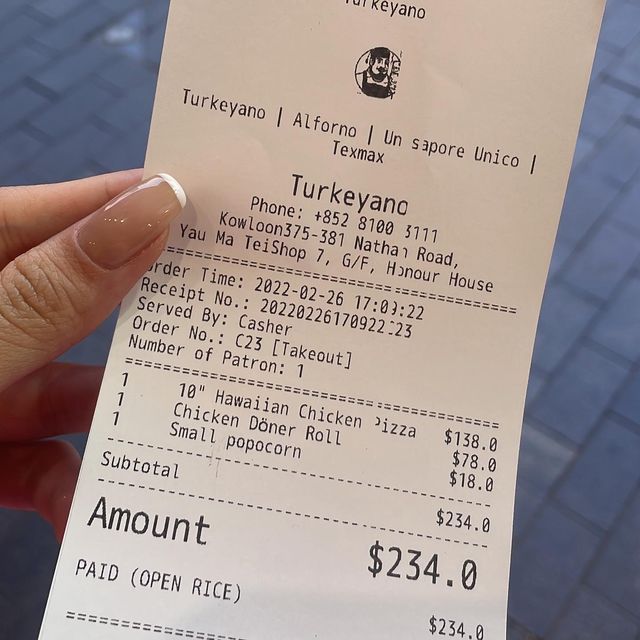 Turkeyano
Turkeyano | Alforno | Un sapore Unico |
Texmax
Turkeyano
Phone: +852 8100 3111
Kowloon375-381 Nathan Road,
Yau Ma TeiShop 7, G/F, Honour House
Order Time: 2022-02-26 17:09:22
Receipt No.: 20220226170922:23
Served By: Casher
Order No.: C23 [Takeout]
Number of Patron: 1
1 10" Hawaiian Chicken Pizza $138.0
1 Chicken Döner Roll $78.0
1 Small popocorn $18.0
Subtotal $234.0
Amount $234.0
PAID (OPEN RICE) $234.0